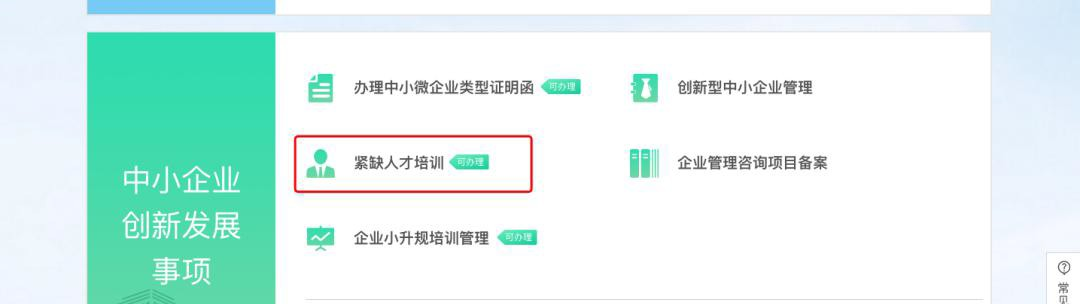 中小企业
创新发展
事项
办理中小微企业类型证明函 可办理
创新型中小企业管理
紧缺人才培训 可办理
企业管理咨询项目备案
企业小升规培训管理 可办理
常